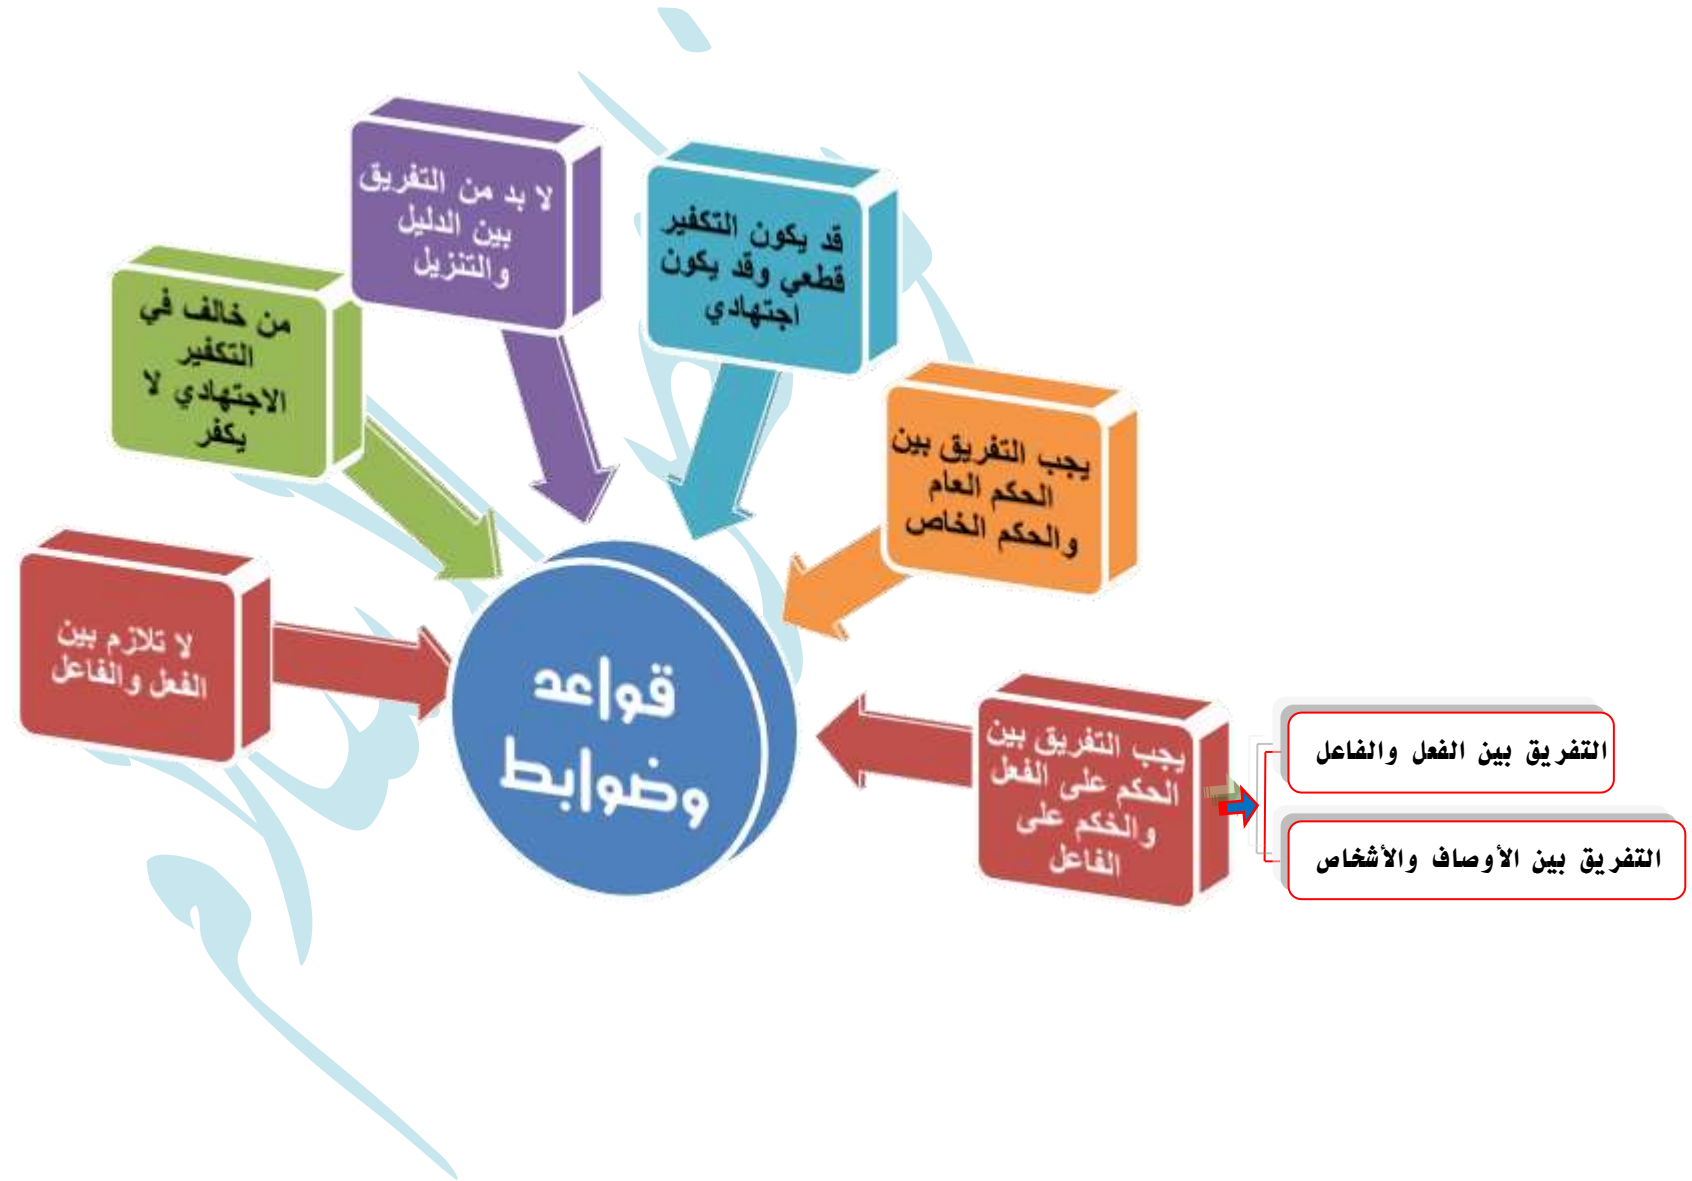 لا بد من التفريق
بين الدليل
والتنزيل
قد يكون التكفير
قطعي وقد يكون
اجتهادي
من خالف في
التكفير
الاجتهادي لا
يكفر
يجب التفريق بين
الحكم العام
والحكم الخاص
لا تلازم بين
الفعل والفاعل
قواعد
وضوابط
يجب التفريق بين
الحكم على الفعل
والخكم على
الفاعل
التفريق بين الفعل والفاعل
التفريق بين الأوصاف والأشخاص